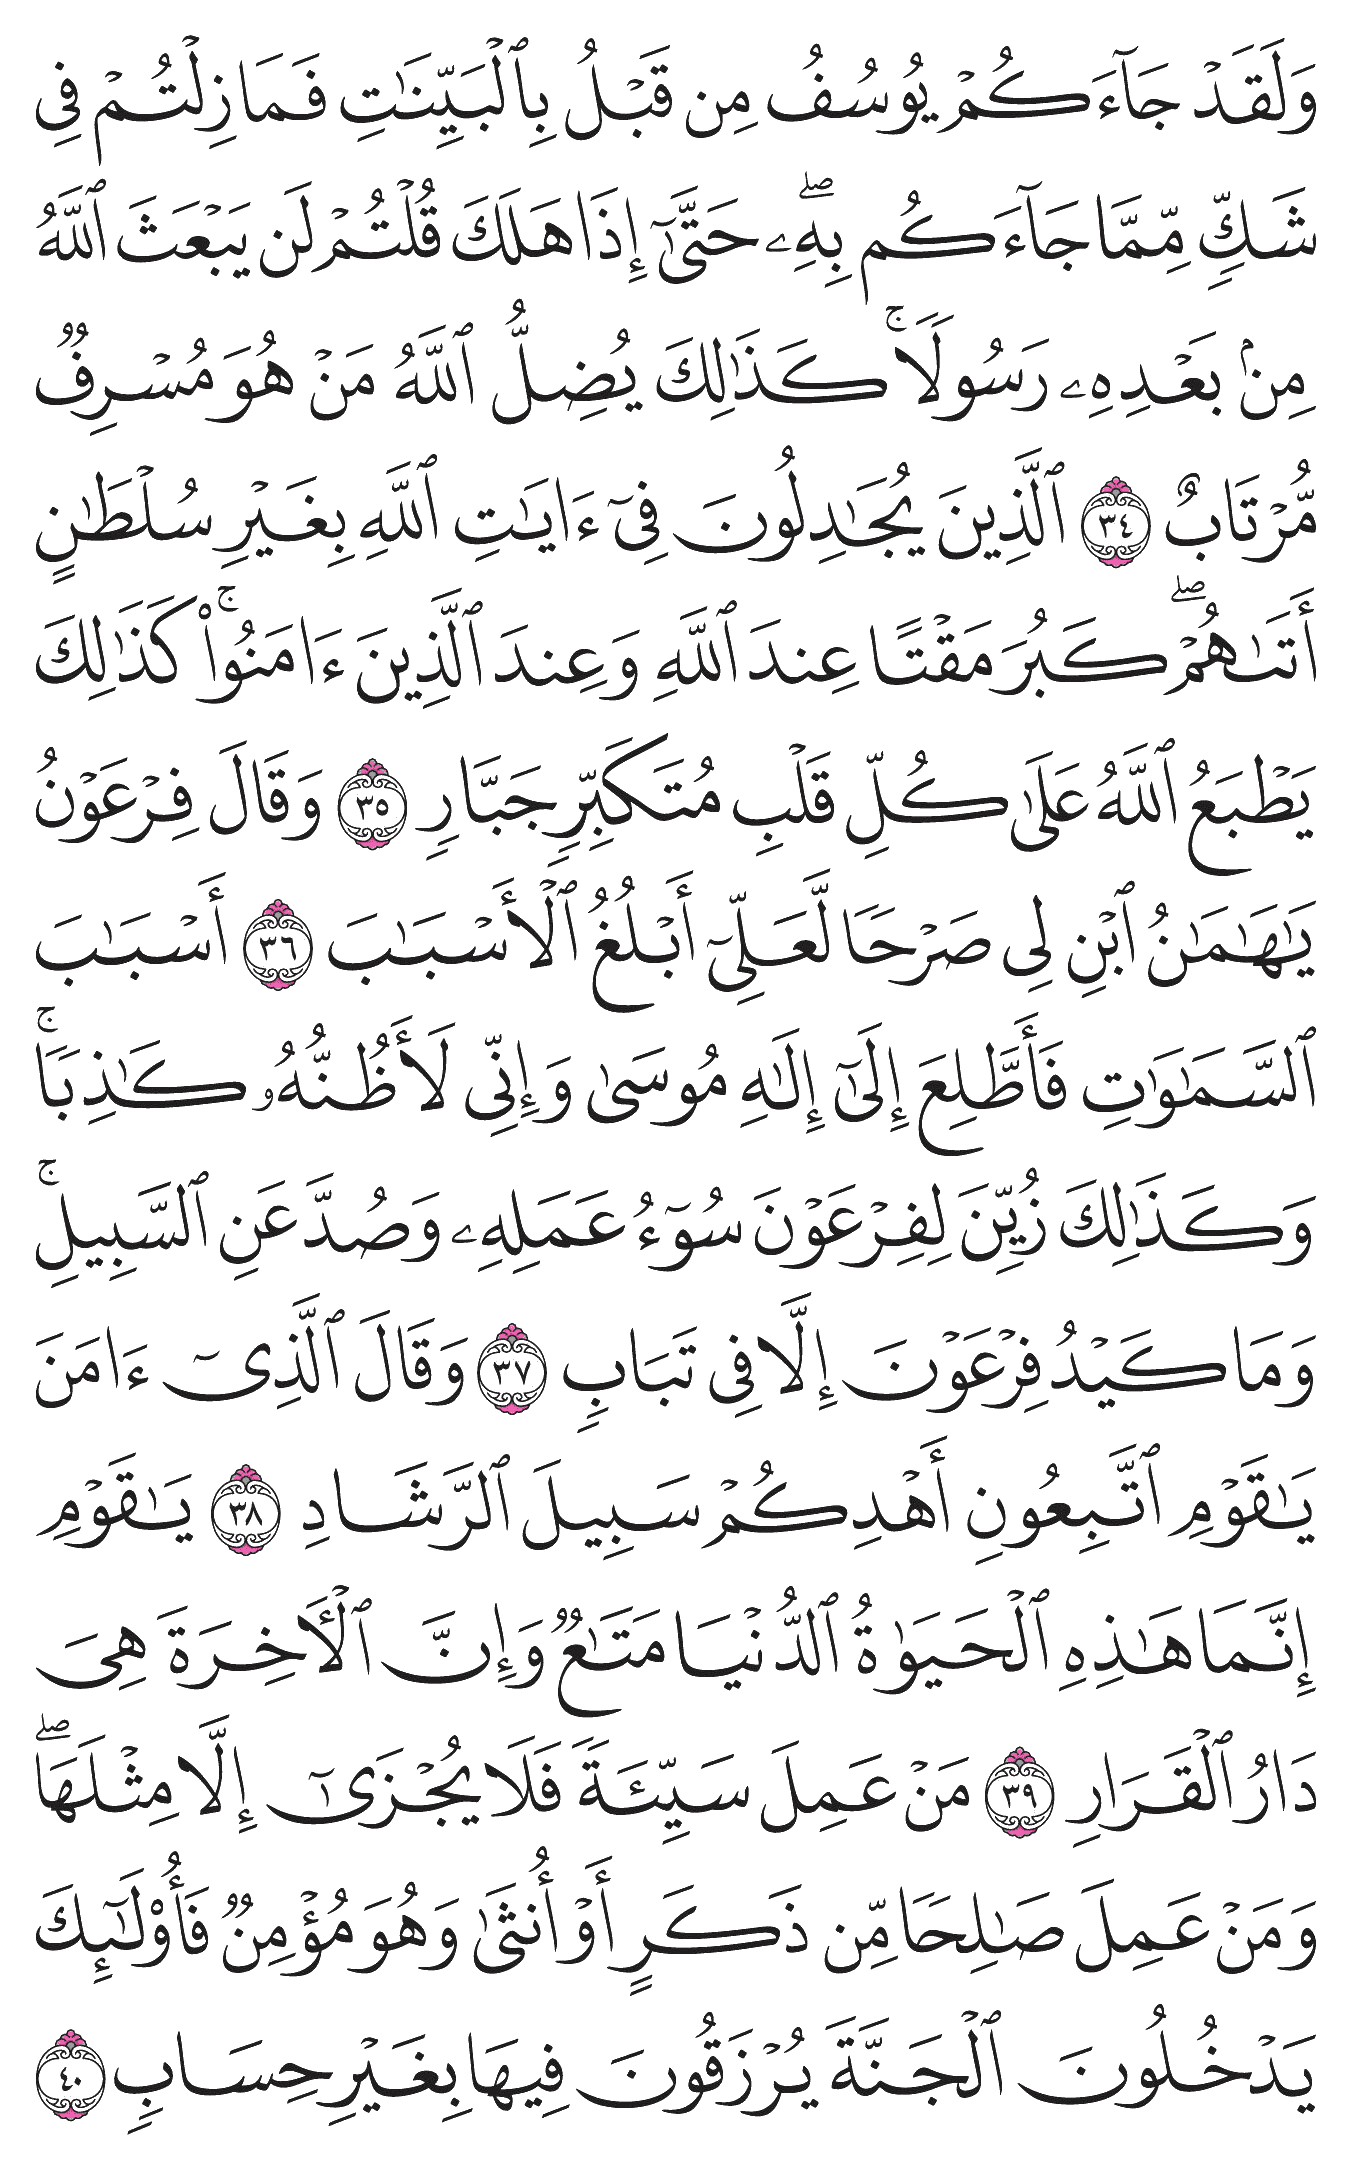 وَلَقَدۡ جَآءَكُمۡ يُوسُفُ مِن قَبۡلُ بِٱلۡبَيِّنَٰتِ فَمَا زِلۡتُمۡ فِي
شَكّٖ مِّمَّا جَآءَكُم بِهِۦۖ حَتَّىٰٓ إِذَا هَلَكَ قُلۡتُمۡ لَن يَبۡعَثَ ٱللَّهُ
مِنۢ بَعۡدِهِۦ رَسُولٗاۚ كَذَٰلِكَ يُضِلُّ ٱللَّهُ مَنۡ هُوَ مُسۡرِفٞ
مُّرۡتَابٌ ٣٤ ٱلَّذِينَ يُجَٰدِلُونَ فِيٓ ءَايَٰتِ ٱللَّهِ بِغَيۡرِ سُلۡطَٰنٍ
أَتَىٰهُمۡۖ كَبُرَ مَقۡتًا عِندَ ٱللَّهِ وَعِندَ ٱلَّذِينَ ءَامَنُواْۚ كَذَٰلِكَ
يَطۡبَعُ ٱللَّهُ عَلَىٰ كُلِّ قَلۡبِ مُتَكَبِّرٖ جَبَّارٖ ٣٥ وَقَالَ فِرۡعَوۡنُ
يَٰهَٰمَٰنُ ٱبۡنِ لِي صَرۡحٗا لَّعَلِّيٓ أَبۡلُغُ ٱلۡأَسۡبَٰبَ ٣٦ أَسۡبَٰبَ
ٱلسَّمَٰوَٰتِ فَأَطَّلِعَ إِلَىٰٓ إِلَٰهِ مُوسَىٰ وَإِنِّي لَأَظُنُّهُۥ كَٰذِبٗاۚ
وَكَذَٰلِكَ زُيِّنَ لِفِرۡعَوۡنَ سُوٓءُ عَمَلِهِۦ وَصُدَّ عَنِ ٱلسَّبِيلِۚ
وَمَا كَيۡدُ فِرۡعَوۡنَ إِلَّا فِي تَبَابٖ ٣٧ وَقَالَ ٱلَّذِيٓ ءَامَنَ
يَٰقَوۡمِ ٱتَّبِعُونِ أَهۡدِكُمۡ سَبِيلَ ٱلرَّشَادِ ٣٨ يَٰقَوۡمِ
إِنَّمَا هَٰذِهِ ٱلۡحَيَوٰةُ ٱلدُّنۡيَا مَتَٰعٞ وَإِنَّ ٱلۡأٓخِرَةَ هِيَ
دَارُ ٱلۡقَرَارِ ٣٩ مَنۡ عَمِلَ سَيِّئَةٗ فَلَا يُجۡزَىٰٓ إِلَّا مِثۡلَهَاۖ
وَمَنۡ عَمِلَ صَٰلِحٗا مِّن ذَكَرٍ أَوۡ أُنثَىٰ وَهُوَ مُؤۡمِنٞ فَأُوْلَٰٓئِكَ
يَدۡخُلُونَ ٱلۡجَنَّةَ يُرۡزَقُونَ فِيهَا بِغَيۡرِ حِسَابٖ ٤٠